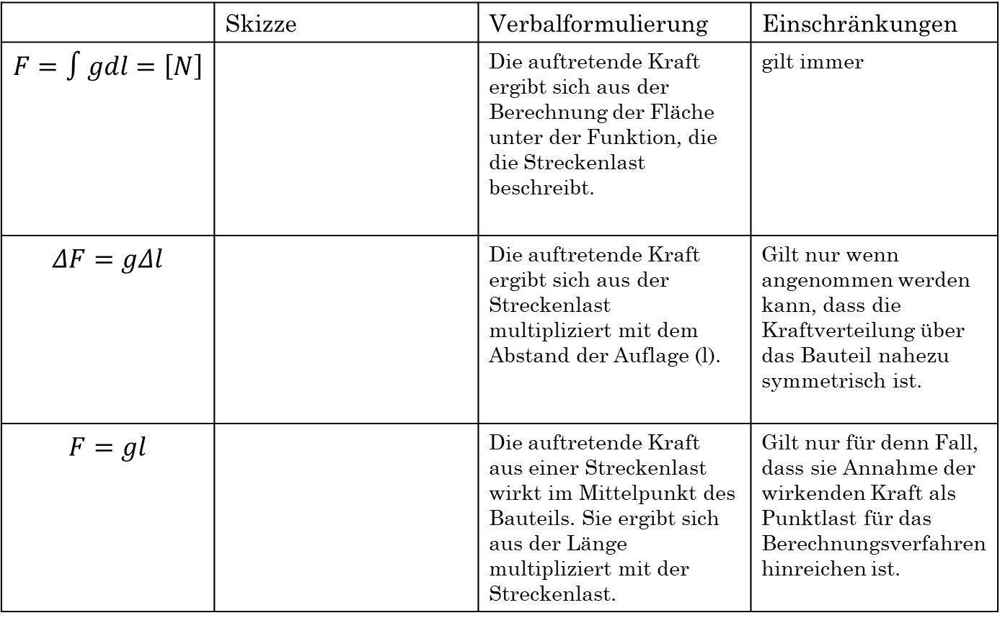 Skizze
Verbalformulierung
Einschränkungen
F = ∫ gdl = [N]
Die auftretende Kraft
ergibt sich aus der
Berechnung der Fläche
unter der Funktion, die
die Streckenlast
beschreibt.
gilt immer
ΔF = gΔl
Die auftretende Kraft
ergibt sich aus der
Streckenlast
multipliziert mit dem
Abstand der Auflage (l).
Gilt nur wenn
angenommen werden
kann, dass die
Kraftverteilung über
das Bauteil nahezu
symmetrisch ist.
F = gl
Die auftretende Kraft
aus einer Streckenlast
wirkt im Mittelpunkt des
Bauteils. Sie ergibt sich
aus der Länge
multipliziert mit der
Streckenlast.
Gilt nur für denn Fall,
dass sie Annahme der
wirkenden Kraft als
Punktlast für das
Berechnungsverfahren
hinreichen ist.